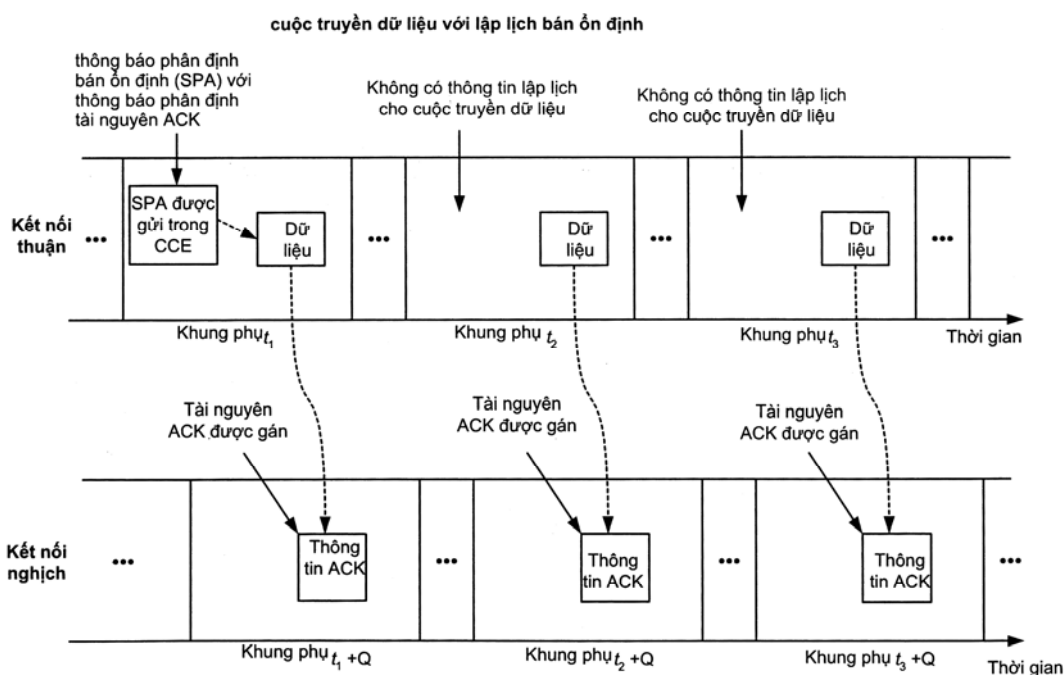 cuộc truyền dữ liệu với lập lịch bán ổn định
thông báo phân định
bán ổn định (SPA) với
thông báo phân định
tài nguyên ACK
Không có thông tin lập lịch
cho cuộc truyền dữ liệu
Không có thông tin lập lịch
cho cuộc truyền dữ liệu
Kết nối
thuận
•••
SPA được
gửi trong
CCE
Dữ
liệu
•••
Dữ
liệu
•••
Dữ
liệu
•••
Khung phụ t1
Khung phụ t2
Khung phụ t3
Thời gian
Tài nguyên
ACK được gán
Tài nguyên
ACK được gán
Tài nguyên
ACK được gán
Kết nối
nghịch
•••
Thông
tin ACK
•••
Thông
tin ACK
•••
Thông
tin ACK
•••
Khung phụ t1 +Q
Khung phụ t2 +Q
Khung phụ t3 +Q
Thời gian